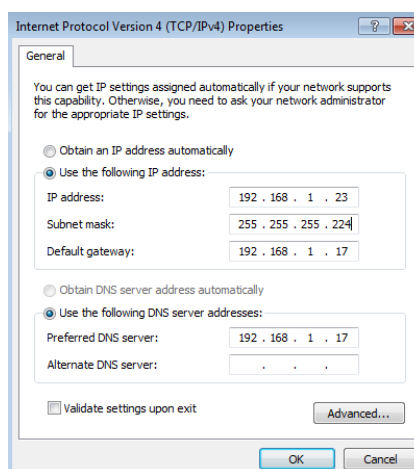 Internet Protocol Version 4 (TCP/IPv4) Properties
General
You can get IP settings assigned automatically if your network supports
this capability. Otherwise, you need to ask your network administrator
for the appropriate IP settings.
Obtain an IP address automatically
Use the following IP address:
IP address: 192 . 168 . 1 . 23
Subnet mask: 255 . 255 . 255 . 224
Default gateway: 192 . 168 . 1 . 17
Obtain DNS server address automatically
Use the following DNS server addresses:
Preferred DNS server: 192 . 168 . 1 . 17
Alternate DNS server: . . .
Validate settings upon exit
Advanced...
OK Cancel